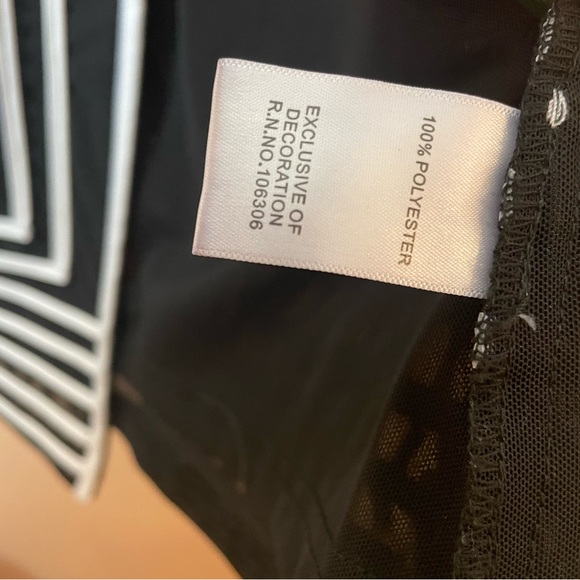 100% POLYESTER
EXCLUSIVE OF
DECORATION
R.N.NO.106306